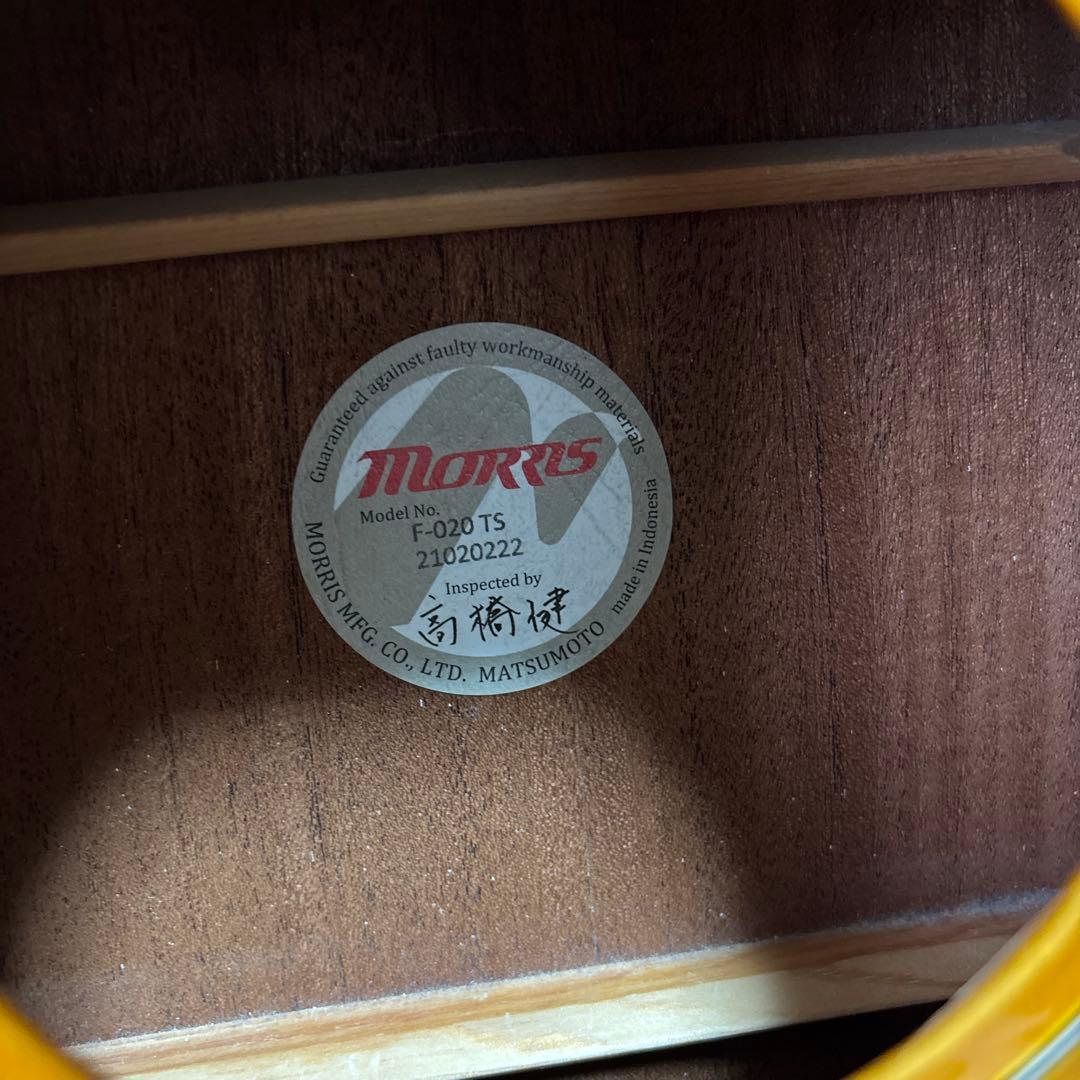 Guaranteed against faulty workmanship materials
MORRIS
Model No.
F-020 TS
21020222
Inspected by
高橋健
made in Indonesia
MORRIS MFG. CO., LTD. MATSUMOTO